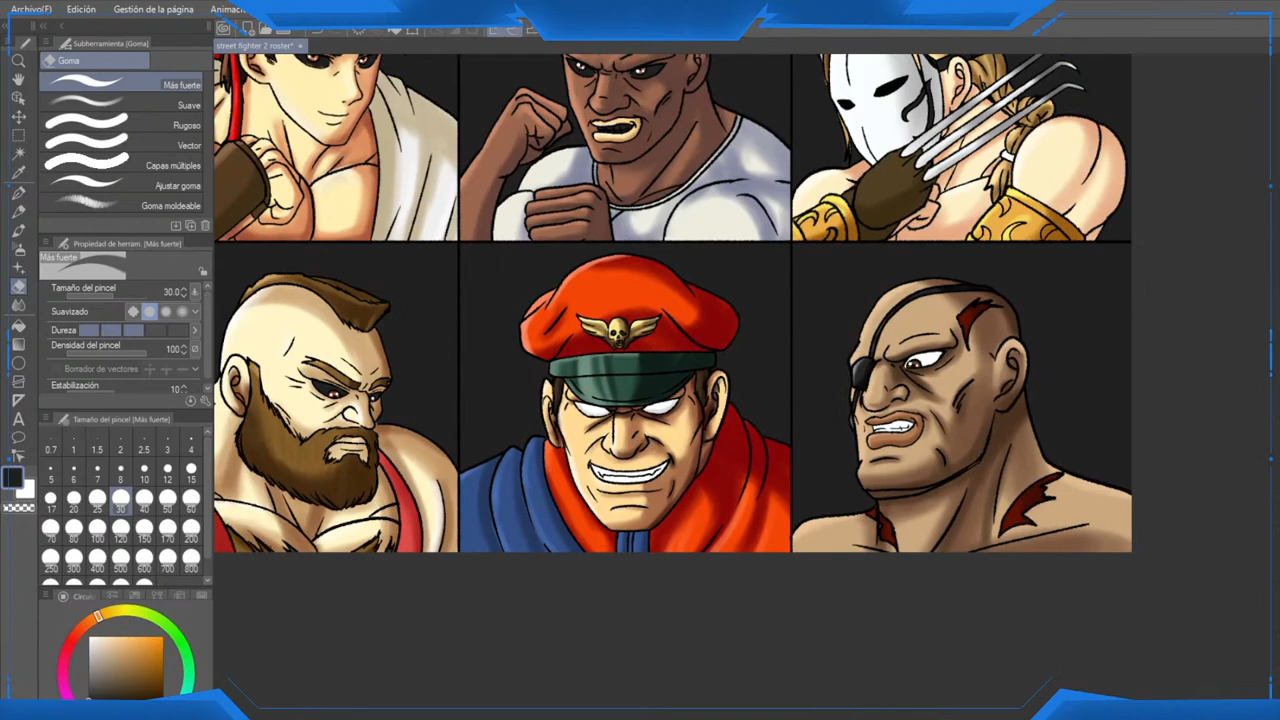 Archivo(F) Edición Gestión de la página Animac
Subherramienta [Goma]
street fighter 2 roster*
Goma
Más fuerte
Suave
Rugoso
Vector
Capas múltiples
Ajustar goma
Goma moldeable
Propiedad de herram. [Más fuerte]
Más fuerte
Tamaño del pincel 30.0
Suavizado
Dureza
Densidad del pincel 100
Borrador de vectores
Estabilización 10
Tamaño del pincel [Más fuerte]
0.7 1 1.5 2 2.5 3 4
5 6 7 8 10 12 15
17 20 25 30 40 50 60
70 80 100 120 150 170 200
250 300 400 500 600 700 800
Círculo